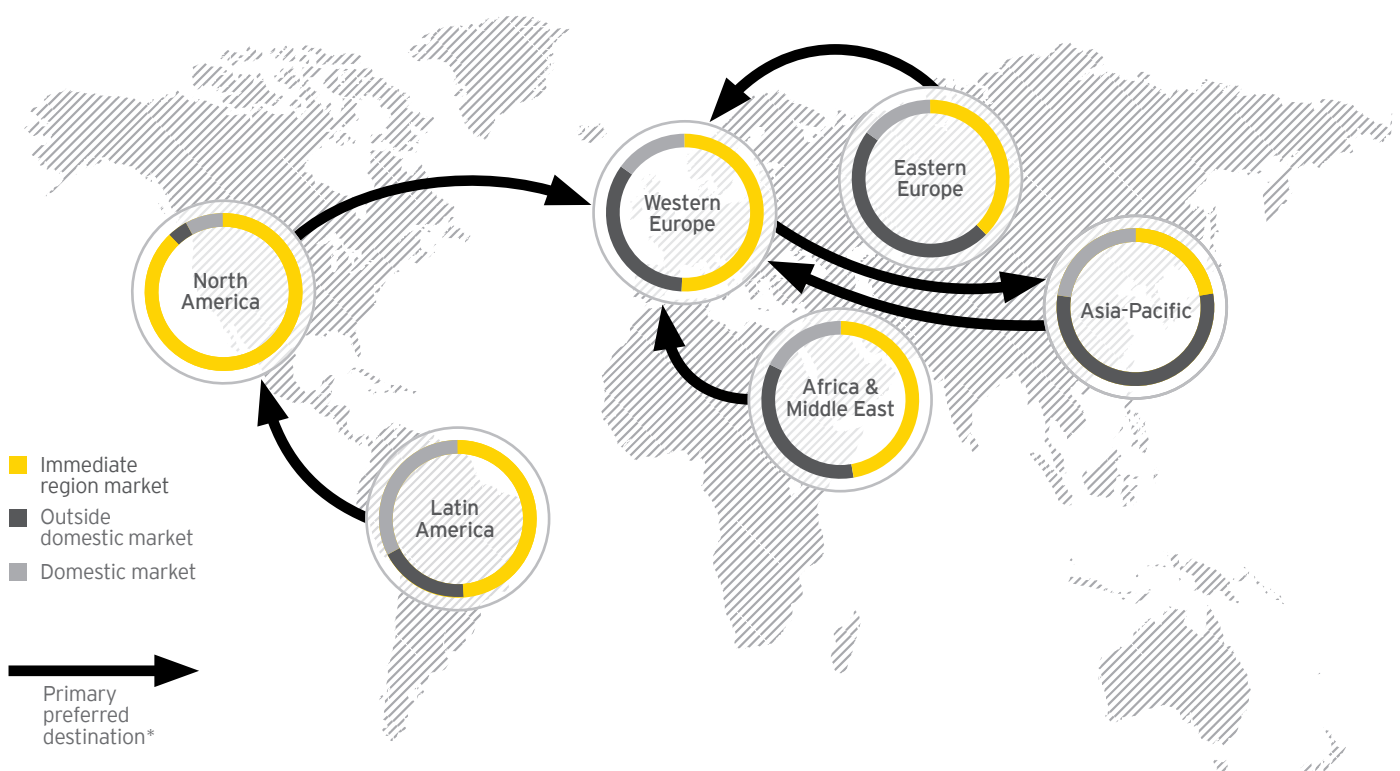 North
America
Western
Europe
Eastern
Europe
Asia-Pacific
Africa &
Middle East
Latin
America
Immediate
region market
Outside
domestic market
Domestic market
Primary
preferred
destination*